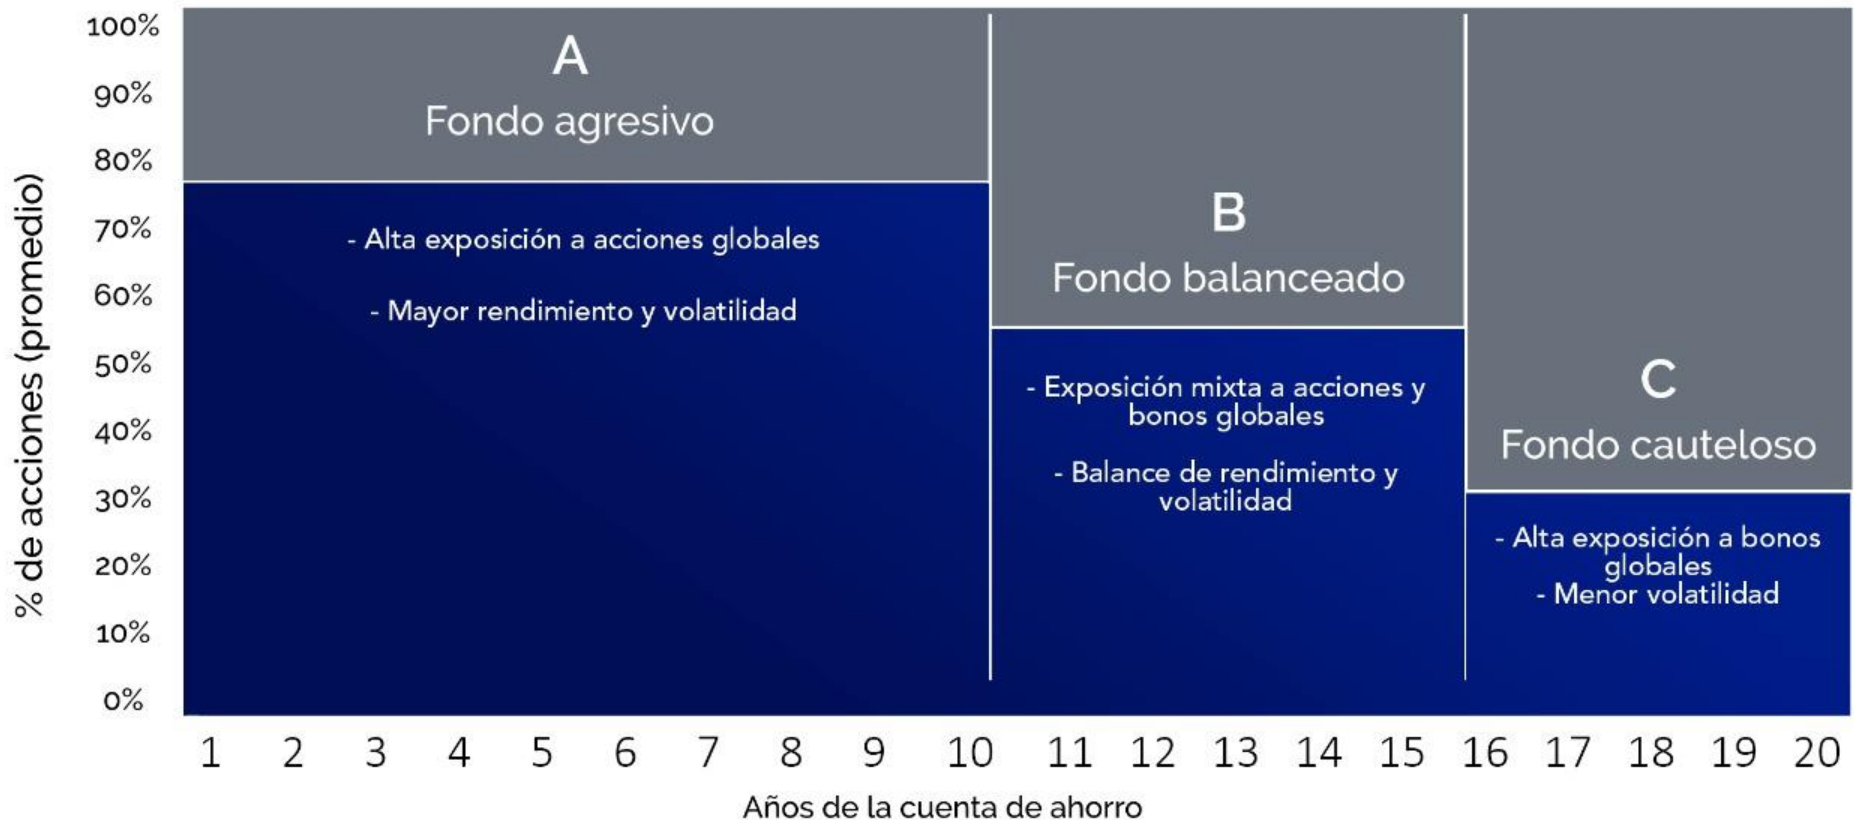 % de acciones (promedio)
100%
90%
80%
70%
60%
50%
40%
30%
20%
10%
0%
A
Fondo agresivo
- Alta exposición a acciones globales
- Mayor rendimiento y volatilidad
B
Fondo balanceado
- Exposición mixta a acciones y
bonos globales
- Balance de rendimiento y
volatilidad
C
Fondo cauteloso
- Alta exposición a bonos
globales
- Menor volatilidad
1 2 3 4 5 6 7 8 9 10 11 12 13 14 15 16 17 18 19 20
Años de la cuenta de ahorro